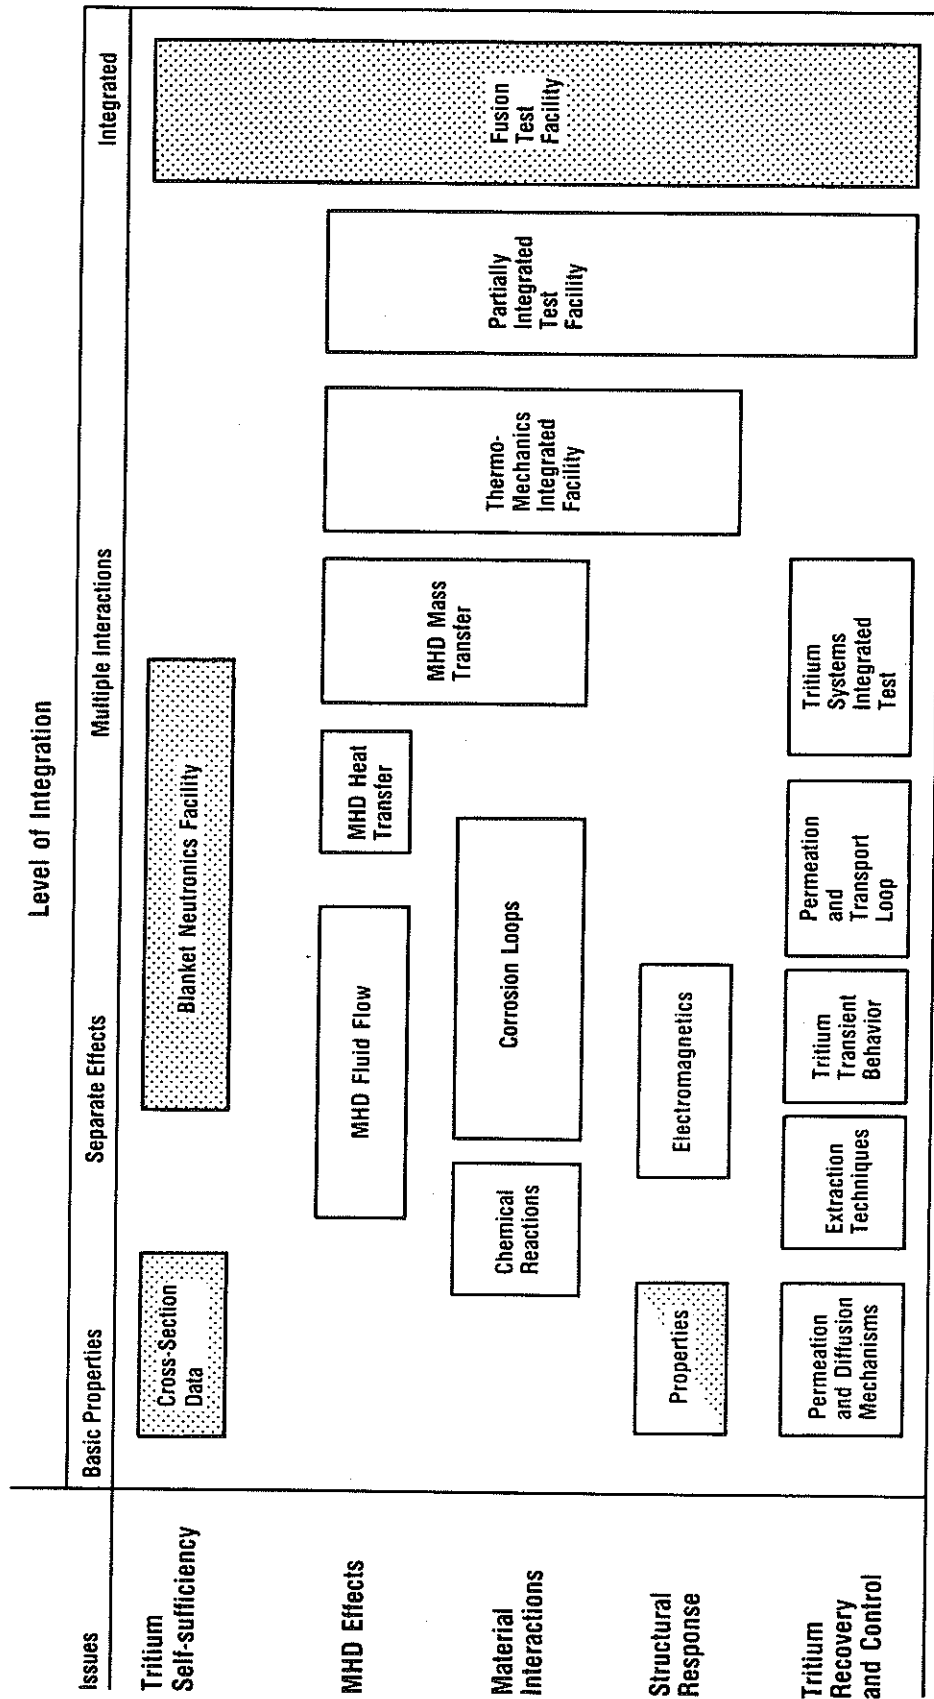 Level of Integration
Issues
Basic Properties
Separate Effects
Multiple Interactions
Integrated
Tritium
Self-sufficiency
Cross-Section
Data
Blanket Neutronics Facility
Fusion
Test
Facility
MHD Effects
MHD Fluid Flow
MHD Heat
Transfer
MHD Mass
Transfer
Thermo-
Mechanics
Integrated
Facility
Partially
Integrated
Test
Facility
Material
Interactions
Chemical
Reactions
Corrosion Loops
Structural
Response
Properties
Electromagnetics
Tritium
Recovery
and Control
Permeation
and Diffusion
Mechanisms
Extraction
Techniques
Tritium
Transient
Behavior
Permeation
and
Transport
Loop
Tritium
Systems
Integrated
Test